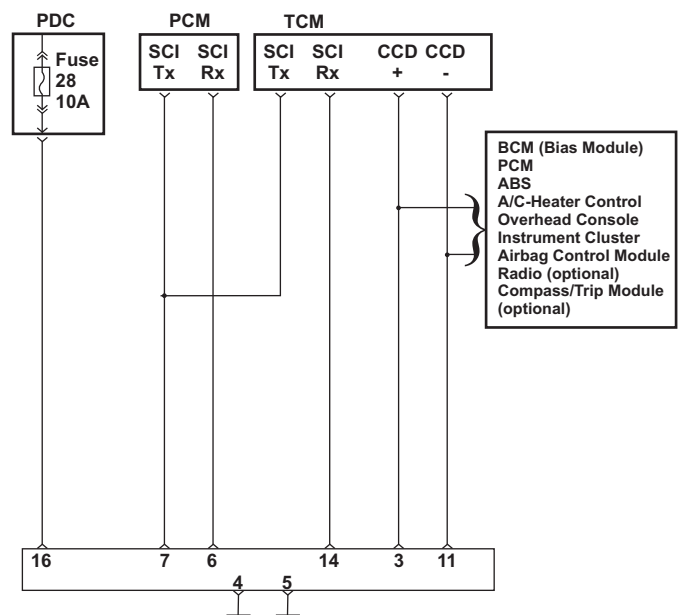 PDC PCM TCM
Fuse
28
10A
SCI SCI
Tx Rx
SCI SCI CCD CCD
Tx Rx + -
BCM (Bias Module)
PCM
ABS
A/C-Heater Control
Overhead Console
Instrument Cluster
Airbag Control Module
Radio (optional)
Compass/Trip Module
(optional)
16 7 6 14 3 11
4 5